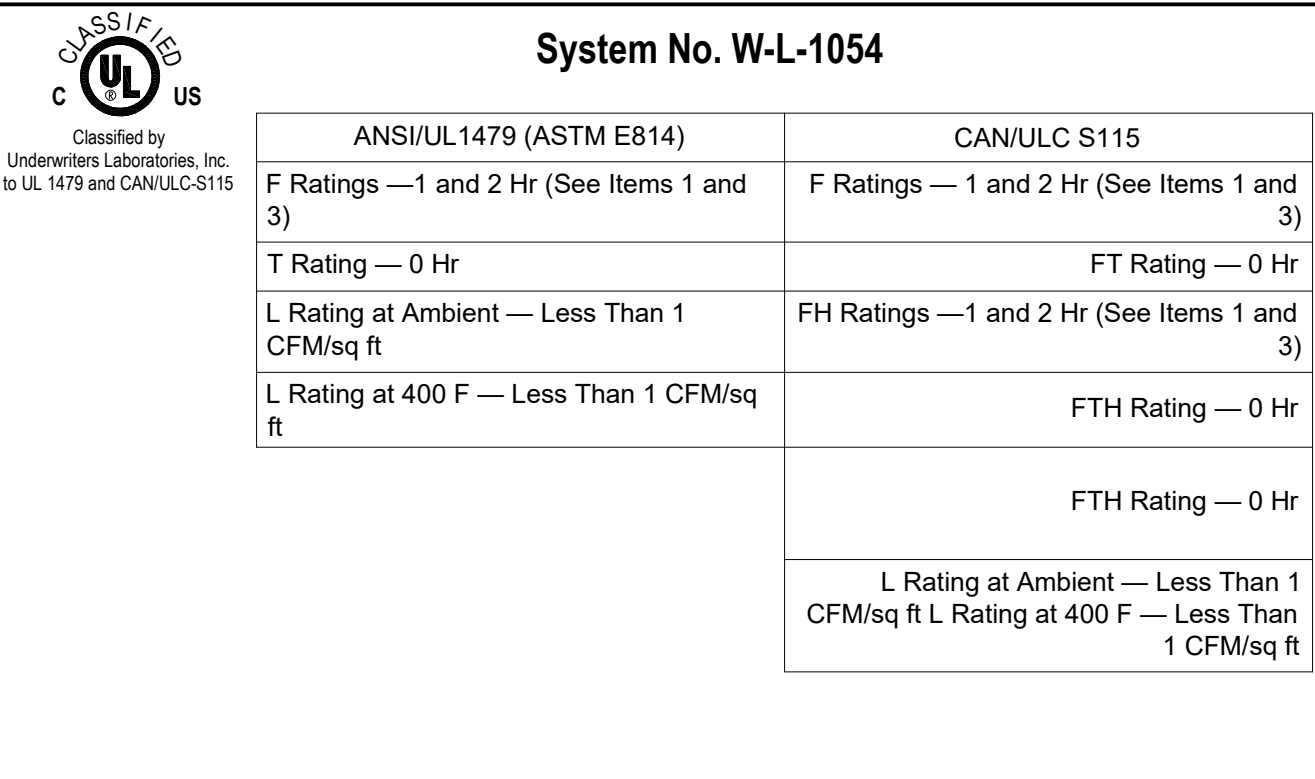 CLASSIFIED
UL
®
C US
Classified by
Underwriters Laboratories, Inc.
to UL 1479 and CAN/ULC-S115
System No. W-L-1054
ANSI/UL1479 (ASTM E814)
CAN/ULC S115
F Ratings —1 and 2 Hr (See Items 1 and
3)
F Ratings — 1 and 2 Hr (See Items 1 and
3)
T Rating — 0 Hr
FT Rating — 0 Hr
L Rating at Ambient — Less Than 1
CFM/sq ft
FH Ratings —1 and 2 Hr (See Items 1 and
3)
L Rating at 400 F — Less Than 1 CFM/sq
ft
FTH Rating — 0 Hr
FTH Rating — 0 Hr
L Rating at Ambient — Less Than 1
CFM/sq ft L Rating at 400 F — Less Than
1 CFM/sq ft